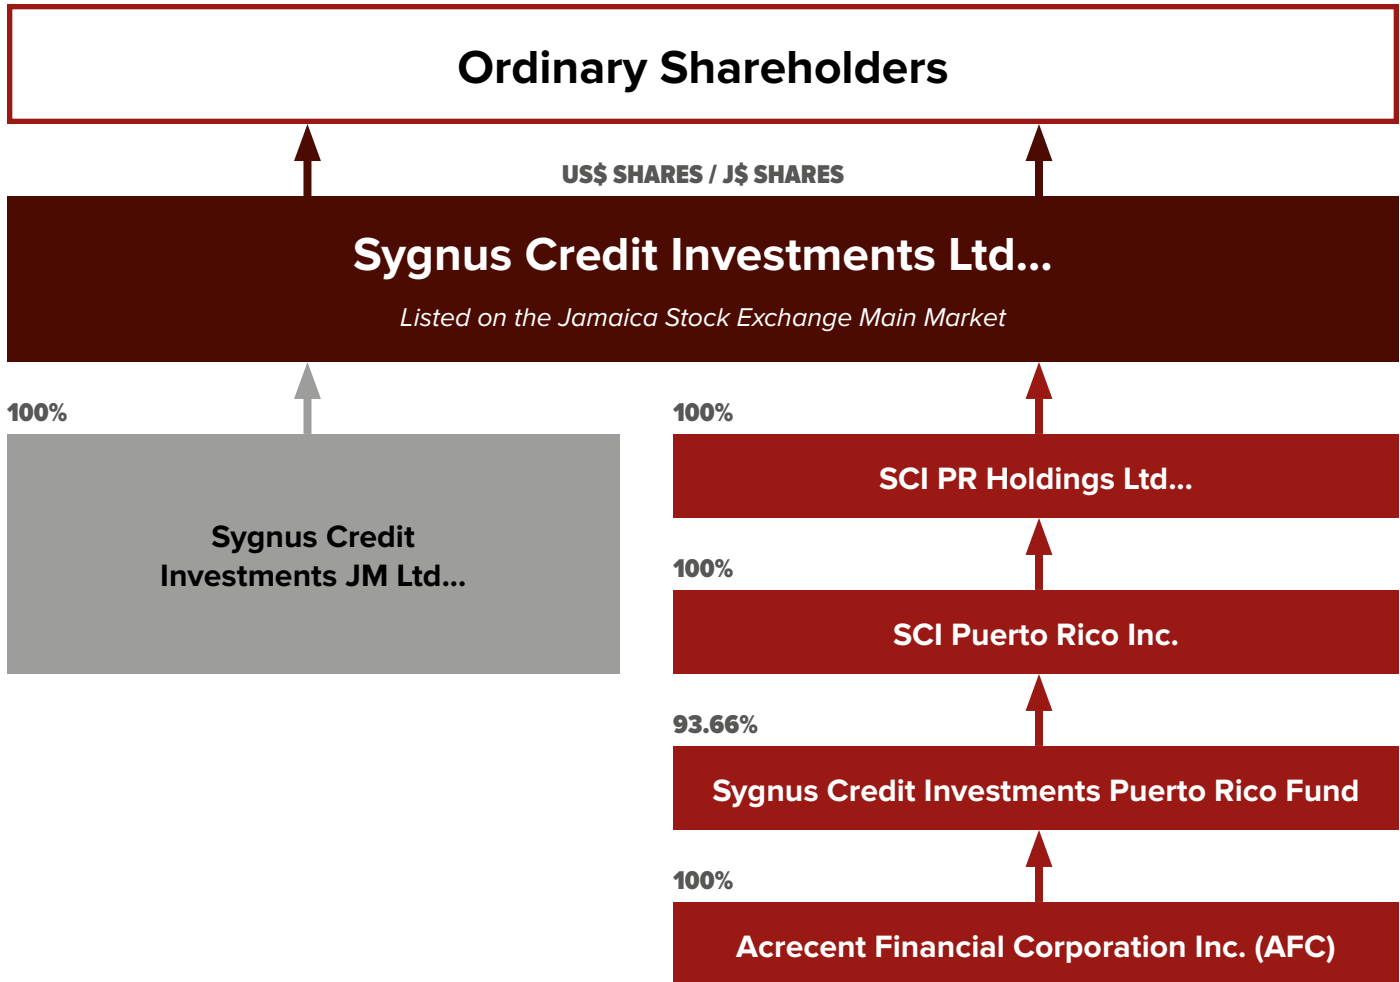 Ordinary Shareholders
US$ SHARES / J$ SHARES
Sygnus Credit Investments Ltd...
Listed on the Jamaica Stock Exchange Main Market
100%
Sygnus Credit
Investments JM Ltd...
100%
SCI PR Holdings Ltd...
100%
SCI Puerto Rico Inc.
93.66%
Sygnus Credit Investments Puerto Rico Fund
100%
Acrecent Financial Corporation Inc. (AFC)